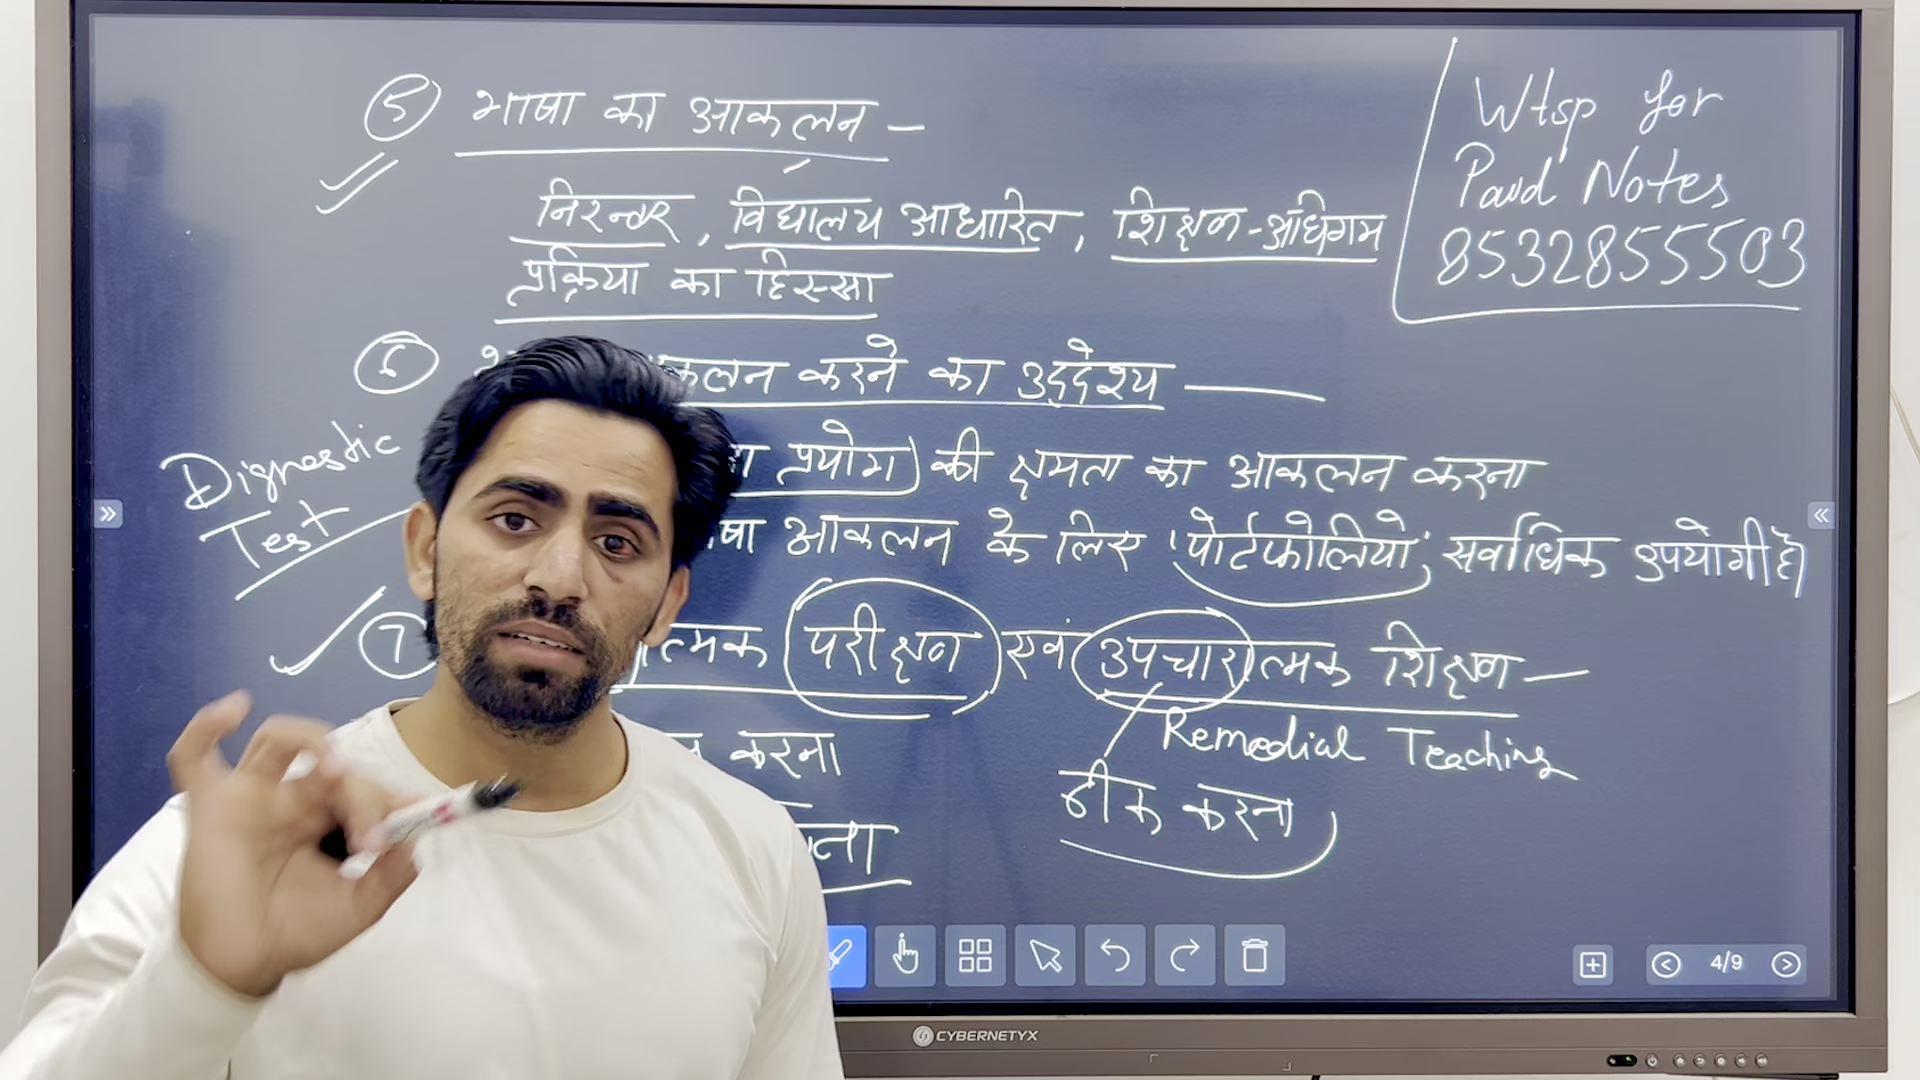 ⑤ भाषा का आकलन –
निरन्तर, विद्यालय आधारित, शिक्षण-अधिगम
प्रक्रिया का हिस्सा
Wtsp for
Paid Notes
8532855503
⑥ कलन करने का उद्देश्य –
प्रयोग) की क्षमता का आकलन करना
Dignostic
Test
षा आकलन के लिए 'पोर्टफोलियो' सर्वाधिक उपयोगी है।
⑦ त्मक परीक्षण एवं उपचारात्मक शिक्षण –
Remedial Teaching
करना
ठीक करना
4/9
CYBERNETYX